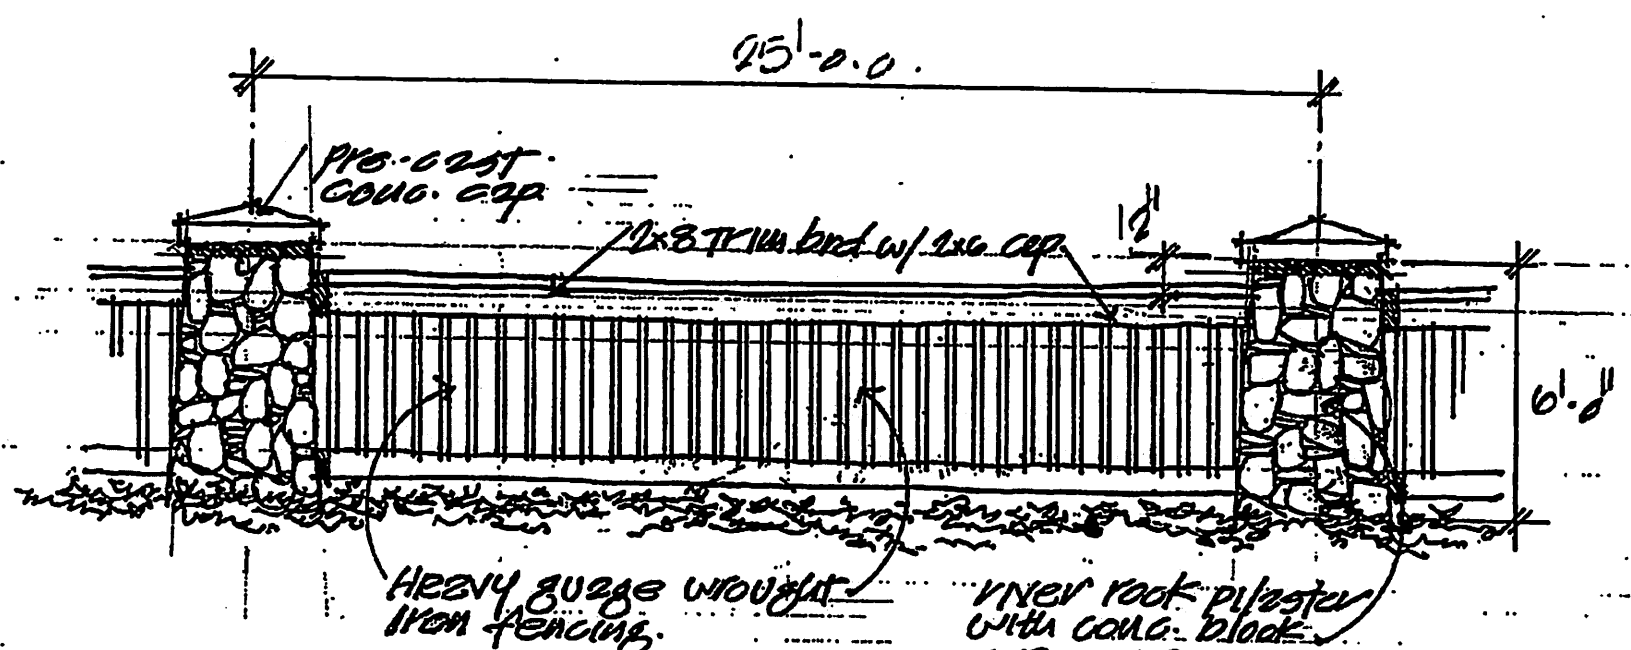 25'-0.0.
Pre-cast
conc. cap
12"
2x8 Trim brd w/ 2x6 cap
6'-0"
Heavy guage wrought
Iron fencing.
river rock pilaster
with conc. block